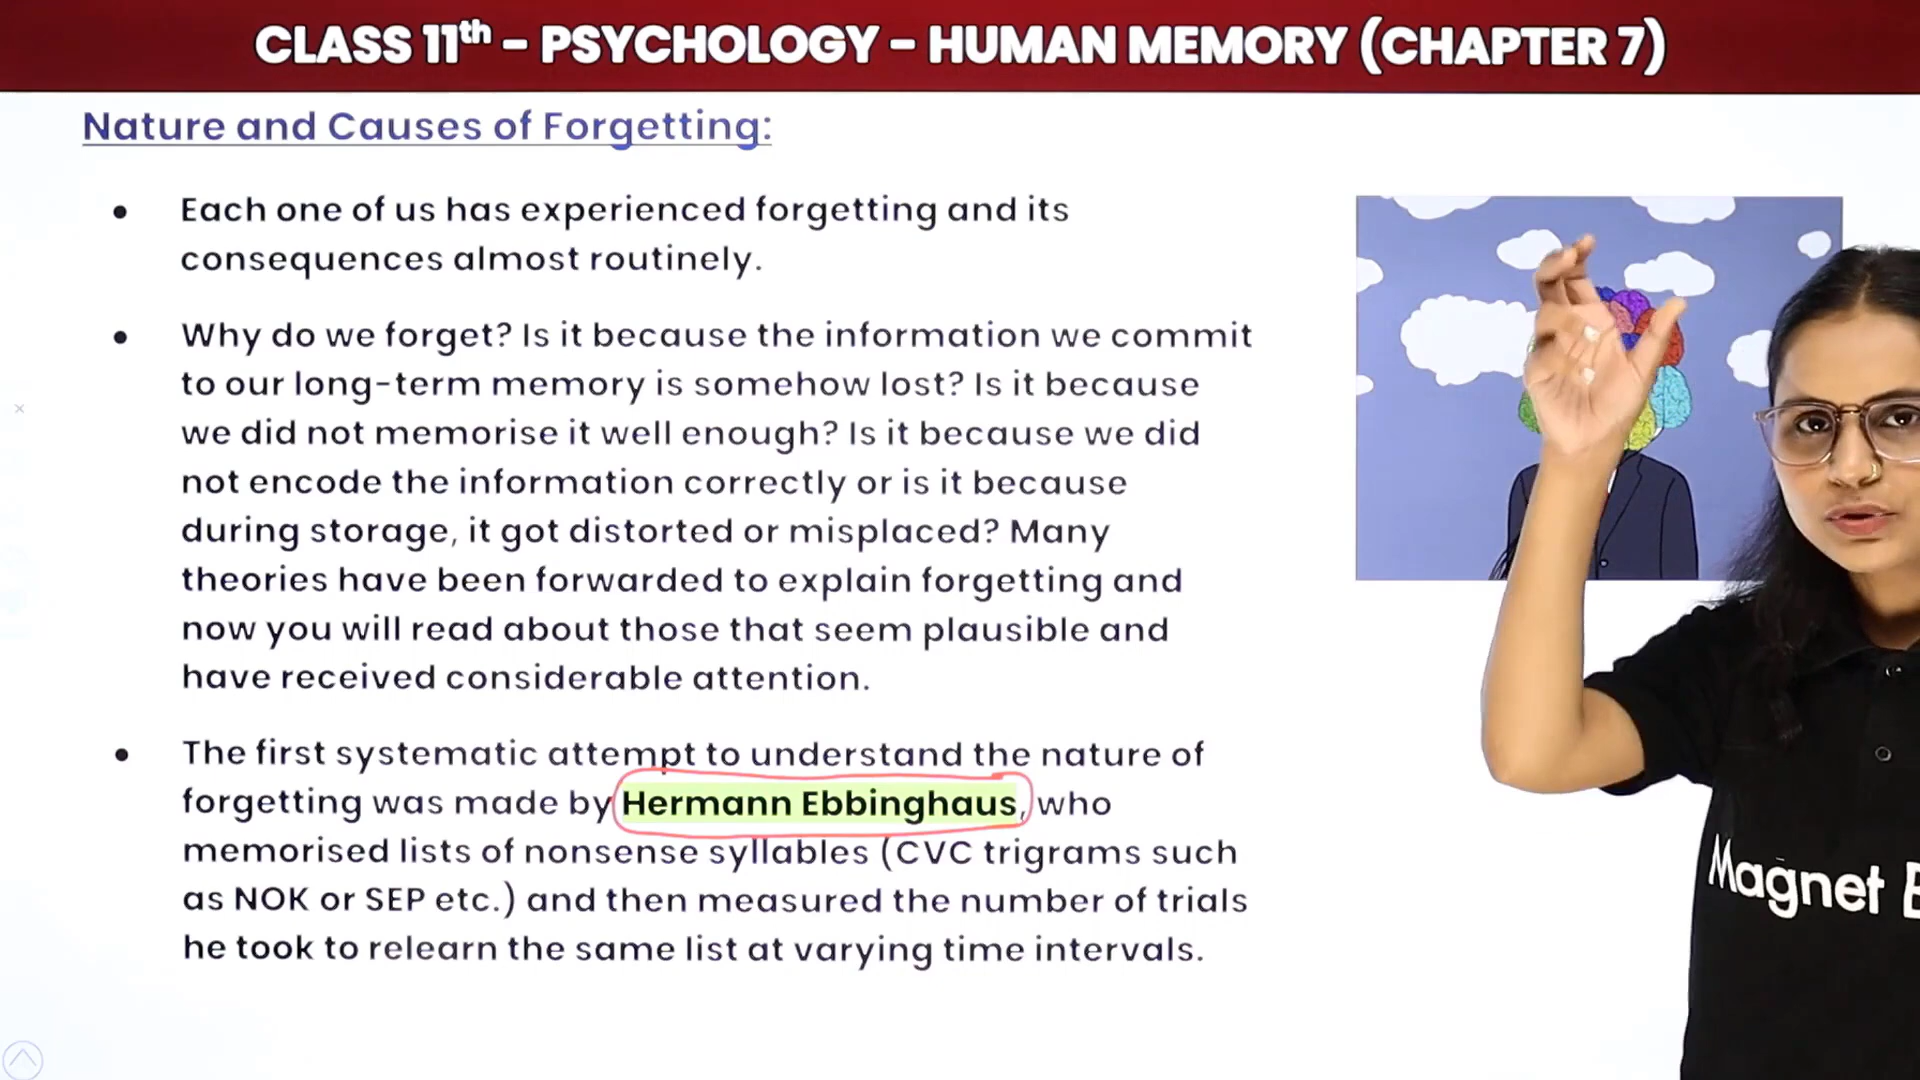 CLASS 11th - PSYCHOLOGY - HUMAN MEMORY (CHAPTER 7)
Nature and Causes of Forgetting:
• Each one of us has experienced forgetting and its
consequences almost routinely.
• Why do we forget? Is it because the information we commit
to our long-term memory is somehow lost? Is it because
we did not memorise it well enough? Is it because we did
not encode the information correctly or is it because
during storage, it got distorted or misplaced? Many
theories have been forwarded to explain forgetting and
now you will read about those that seem plausible and
have received considerable attention.
• The first systematic attempt to understand the nature of
forgetting was made by Hermann Ebbinghaus, who
memorised lists of nonsense syllables (CVC trigrams such
as NOK or SEP etc.) and then measured the number of trials
he took to relearn the same list at varying time intervals.
Magnet